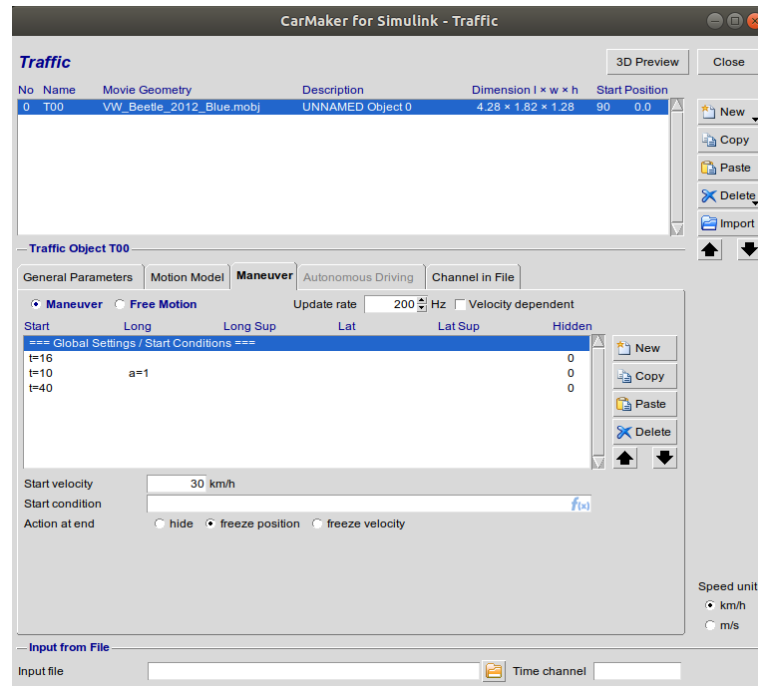 CarMaker for Simulink - Traffic
Traffic
3D Preview
Close
No Name Movie Geometry Description Dimension l × w × h Start Position
0 T00 VW_Beetle_2012_Blue.mobj UNNAMED Object 0 4.28 × 1.82 × 1.28 90 0.0
New
Copy
Paste
Delete
Import
Traffic Object T00
General Parameters Motion Model Maneuver Autonomous Driving Channel in File
Maneuver Free Motion Update rate 200 Hz Velocity dependent
Start Long Long Sup Lat Lat Sup Hidden
=== Global Settings / Start Conditions ===
t=16 0
t=10 a=1 0
t=40 0
New
Copy
Paste
Delete
Start velocity 30 km/h
Start condition f(x)
Action at end hide freeze position freeze velocity
Speed unit
km/h
m/s
Input from File
Input file Time channel